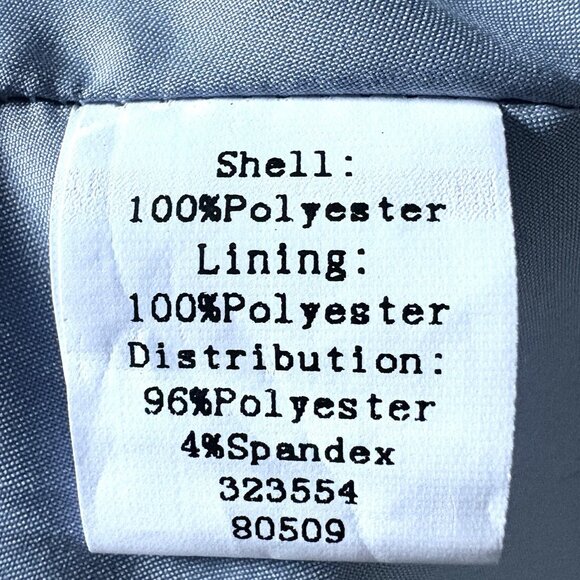 Shell:
100%Polyester
Lining:
100%Polyester
Distribution:
96%Polyester
4%Spandex
323554
80509